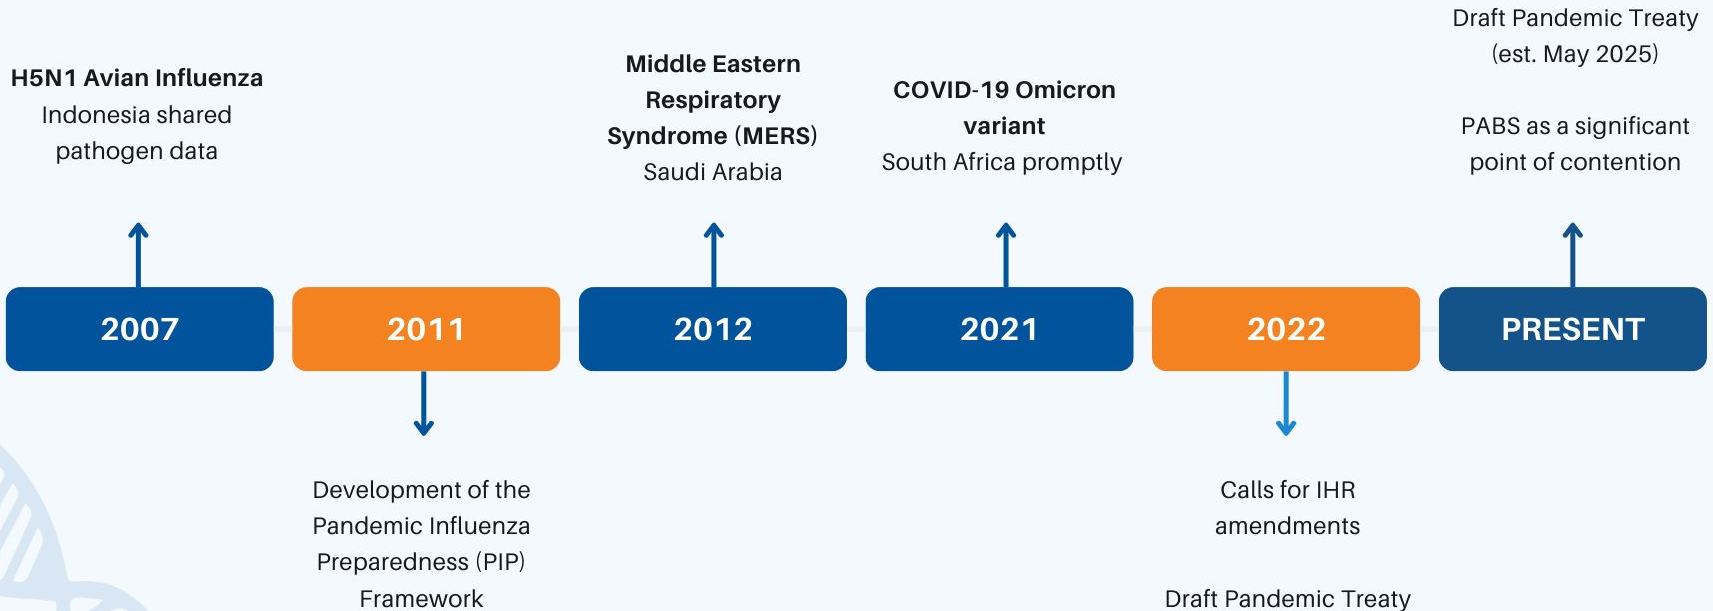 H5N1 Avian Influenza
Indonesia shared
pathogen data
Middle Eastern
Respiratory
Syndrome (MERS)
Saudi Arabia
COVID-19 Omicron
variant
South Africa promptly
Draft Pandemic Treaty
(est. May 2025)
PABS as a significant
point of contention
2007
2011
2012
2021
2022
PRESENT
Development of the
Pandemic Influenza
Preparedness (PIP)
Framework
Calls for IHR
amendments
Draft Pandemic Treaty